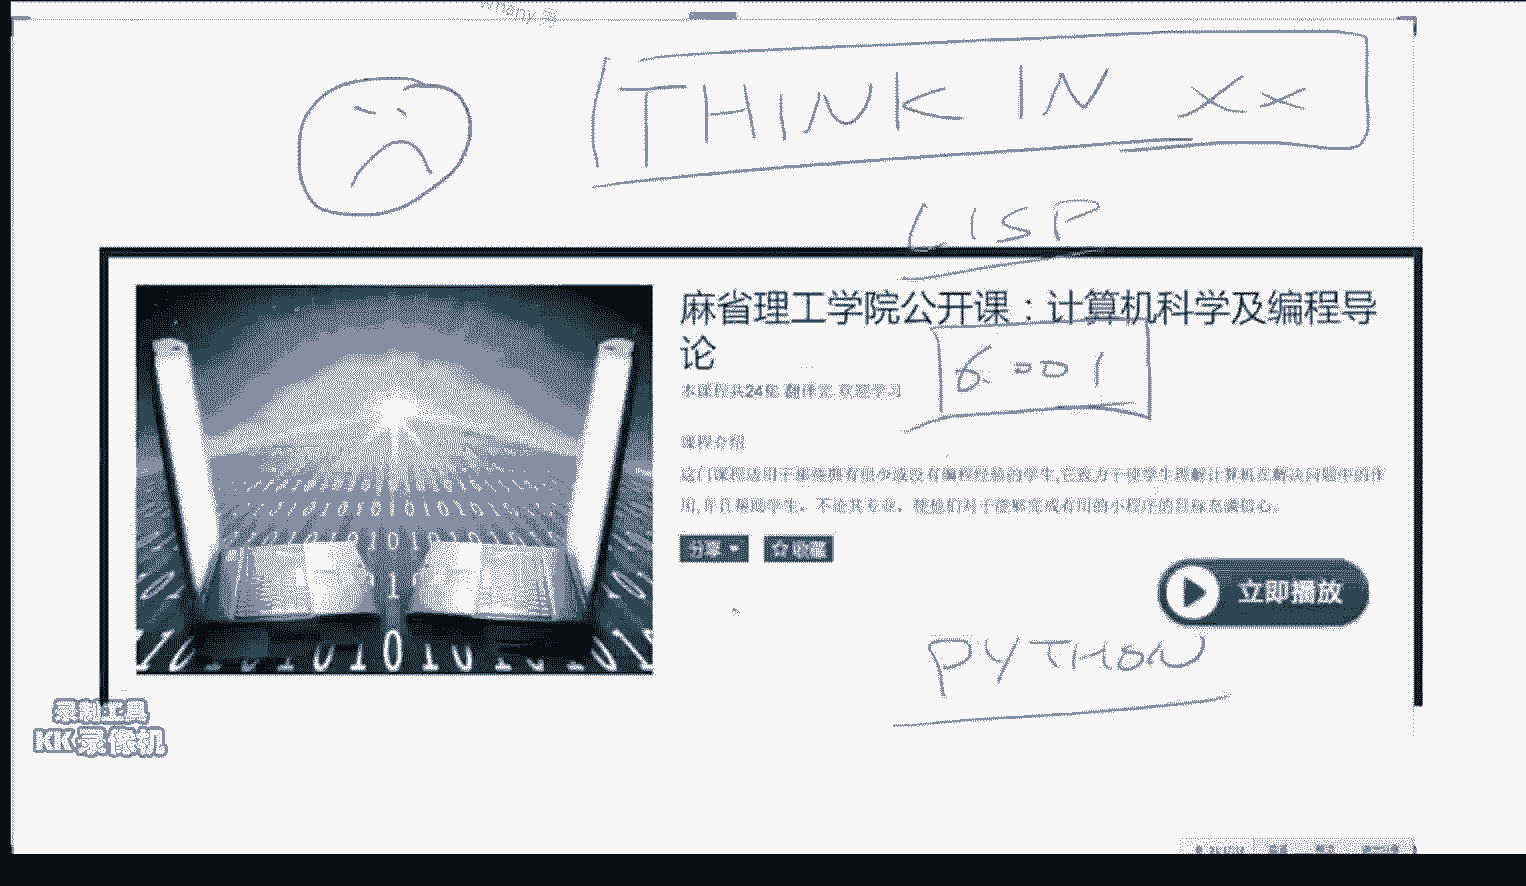 THINK IN XX
LISP
麻省理工学院公开课：计算机科学及编程导
论
6.001
本课程共24集 翻译完 欢迎学习
课程介绍
这门课程适用于那些拥有很少或没有编程经验的学生,它致力于使学生理解计算机在解决问题中的作
用,并且帮助学生，不论其专业，使他们对于能够完成有用的小程序的目标充满信心。
分享 收藏
立即播放
PYTHON
录制工具
KK录像机